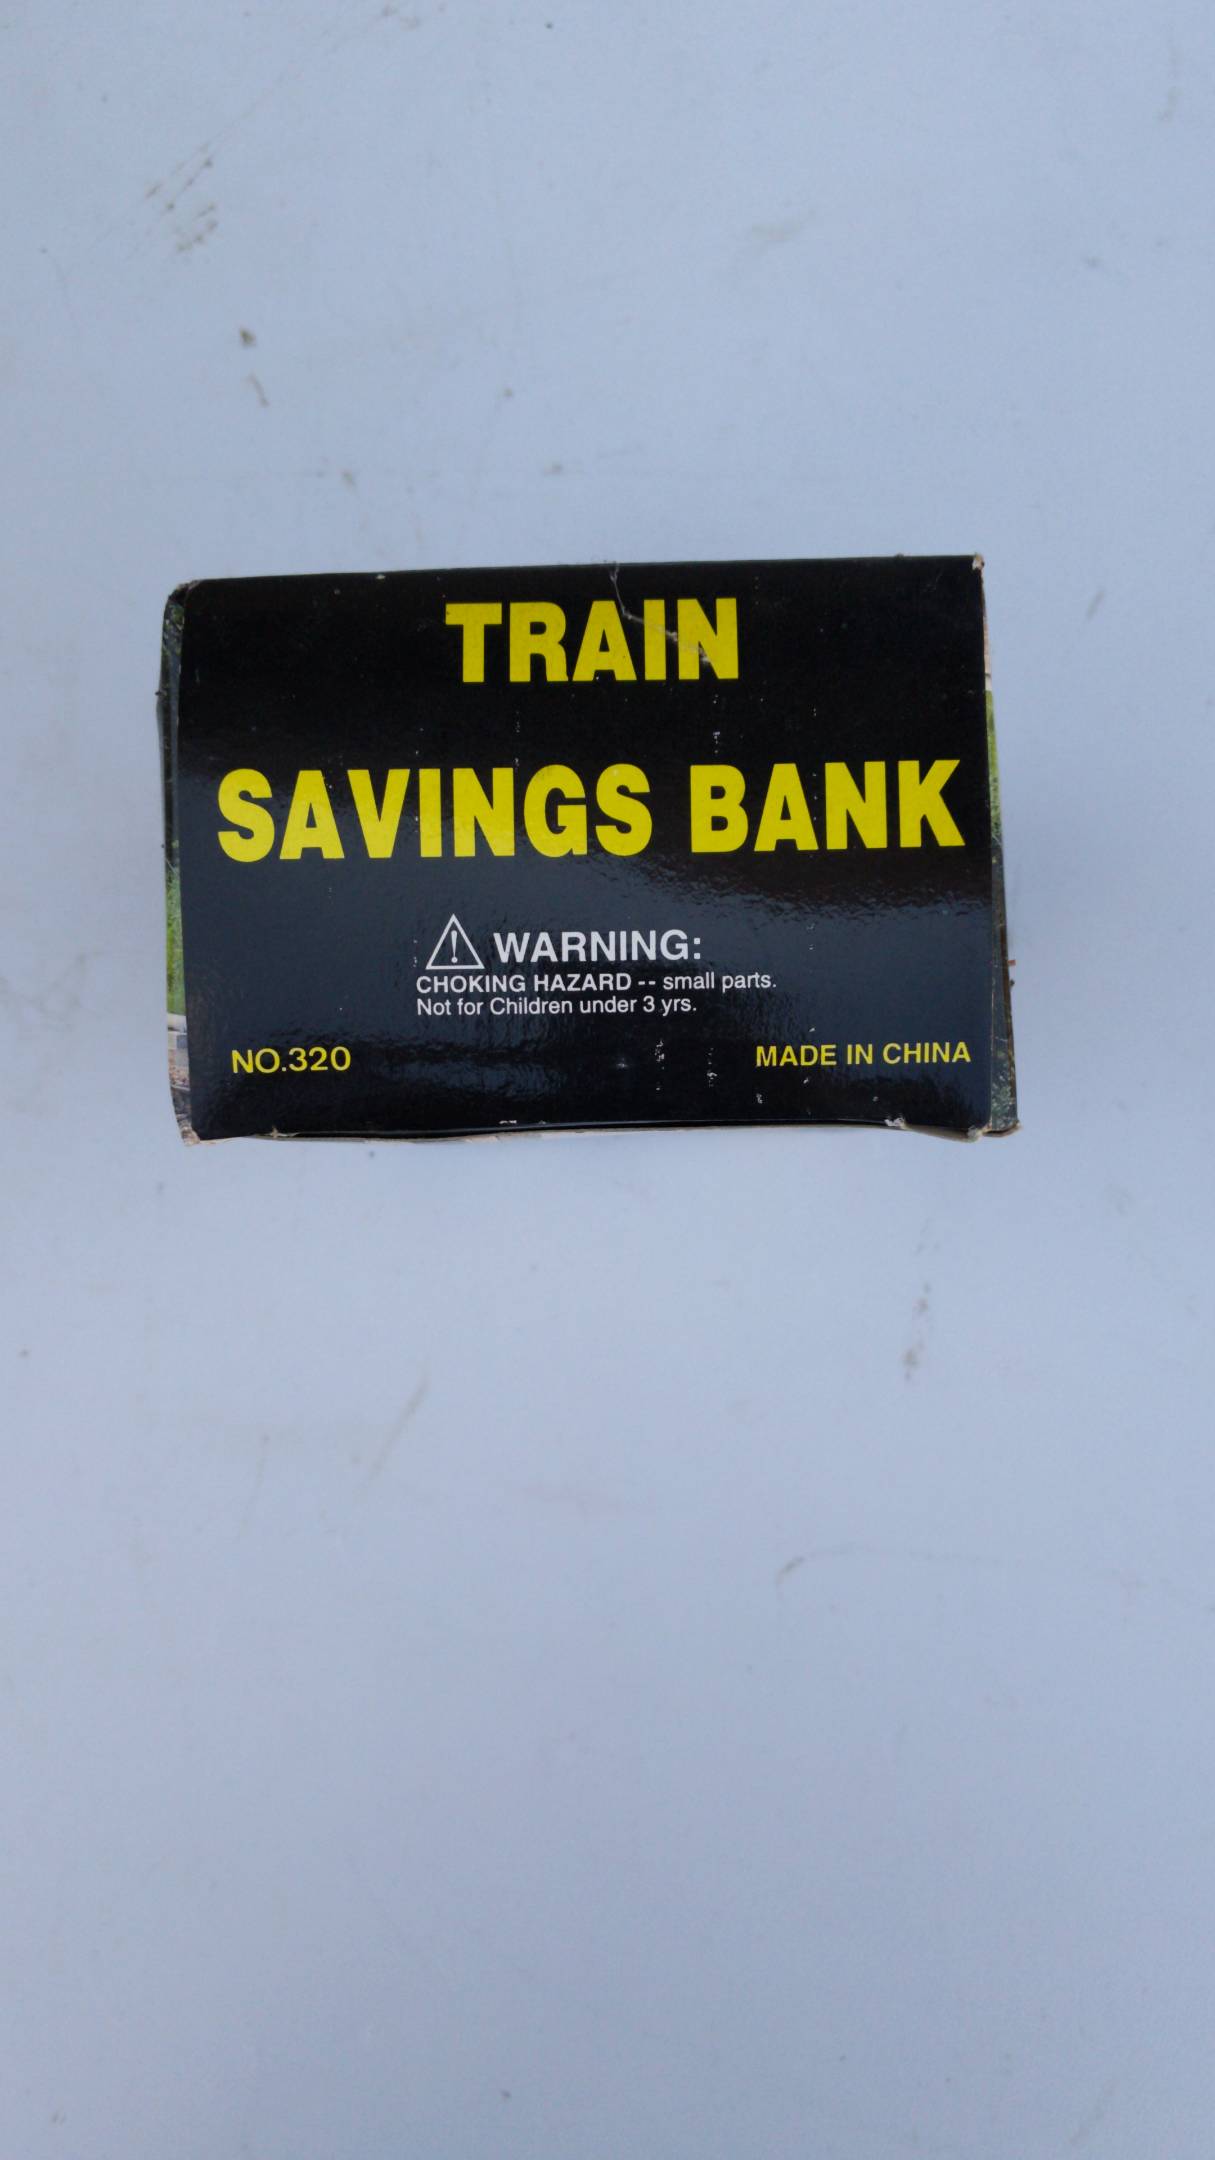 TRAIN
SAVINGS BANK
WARNING:
CHOKING HAZARD -- small parts.
Not for Children under 3 yrs.
NO.320 MADE IN CHINA